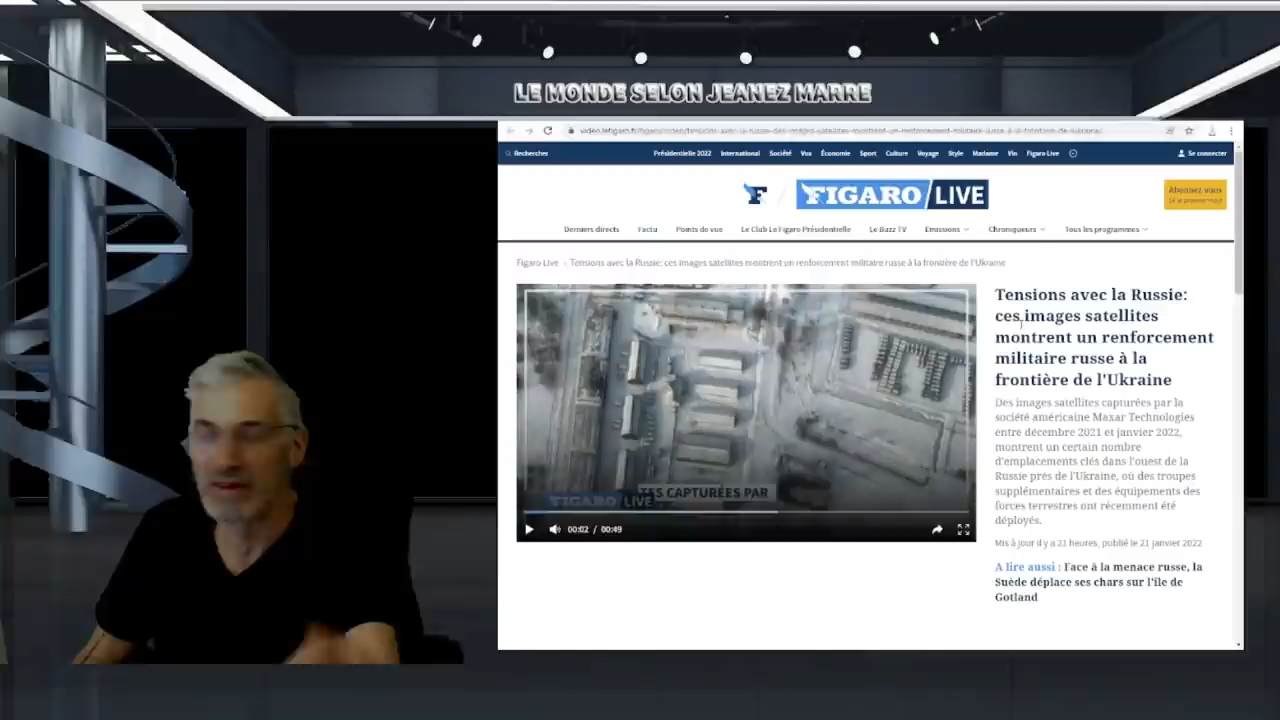 LE MONDE SELON JEANEZ MARRE
Rechercher
Présidentielle 2022 International Société Vox Économie Sport Culture Voyage Style Madame Vin Figaro Live
Se connecter
F / FIGARO/LIVE
Abonnez-vous
Derniers directs Factu Points de vue Le Club Le Figaro Présidentielle Le Buzz TV Emissions Chroniqueurs Tous les programmes
Figaro Live > Tensions avec la Russie: ces images satellites montrent un renforcement militaire russe à la frontière de l'Ukraine
Tensions avec la Russie:
ces images satellites
montrent un renforcement
militaire russe à la
frontière de l'Ukraine
Des images satellites capturées par la
société américaine Maxar Technologies
entre décembre 2021 et janvier 2022,
montrent un certain nombre
d'emplacements clés dans l'ouest de la
Russie près de l'Ukraine, où des troupes
supplémentaires et des équipements des
forces terrestres ont récemment été
déployés.
Mis à jour il y a 21 heures, publié le 21 janvier 2022
A lire aussi : Face à la menace russe, la
Suède déplace ses chars sur l'île de
Gotland
TES CAPTURÉES PAR
FIGARO LIVE
00:02 / 00:49